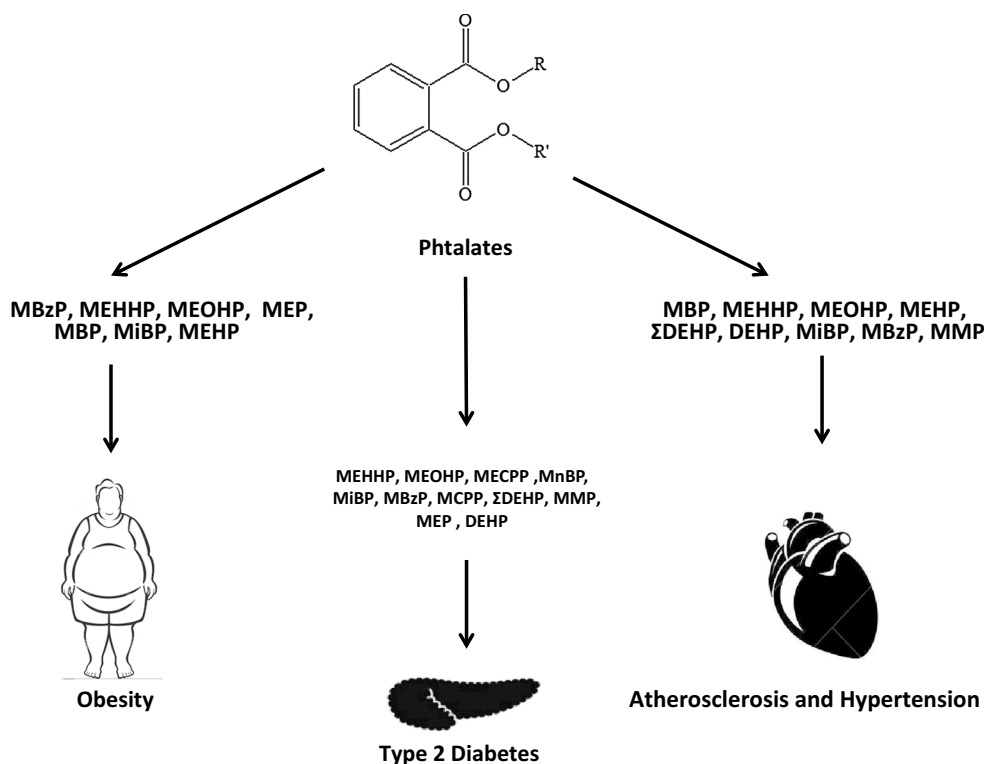 O
R
O
O
R'
O
Phtalates
MBzP, MEHHP, MEOHP, MEP,
MBP, MiBP, MEHP
MBP, MEHHP, MEOHP, MEHP,
ΣDEHP, DEHP, MiBP, MBzP, MMP
MEHHP, MEOHP, MECPP ,MnBP,
MiBP, MBzP, MCPP, ΣDEHP, MMP,
MEP , DEHP
Obesity
Type 2 Diabetes
Atherosclerosis and Hypertension